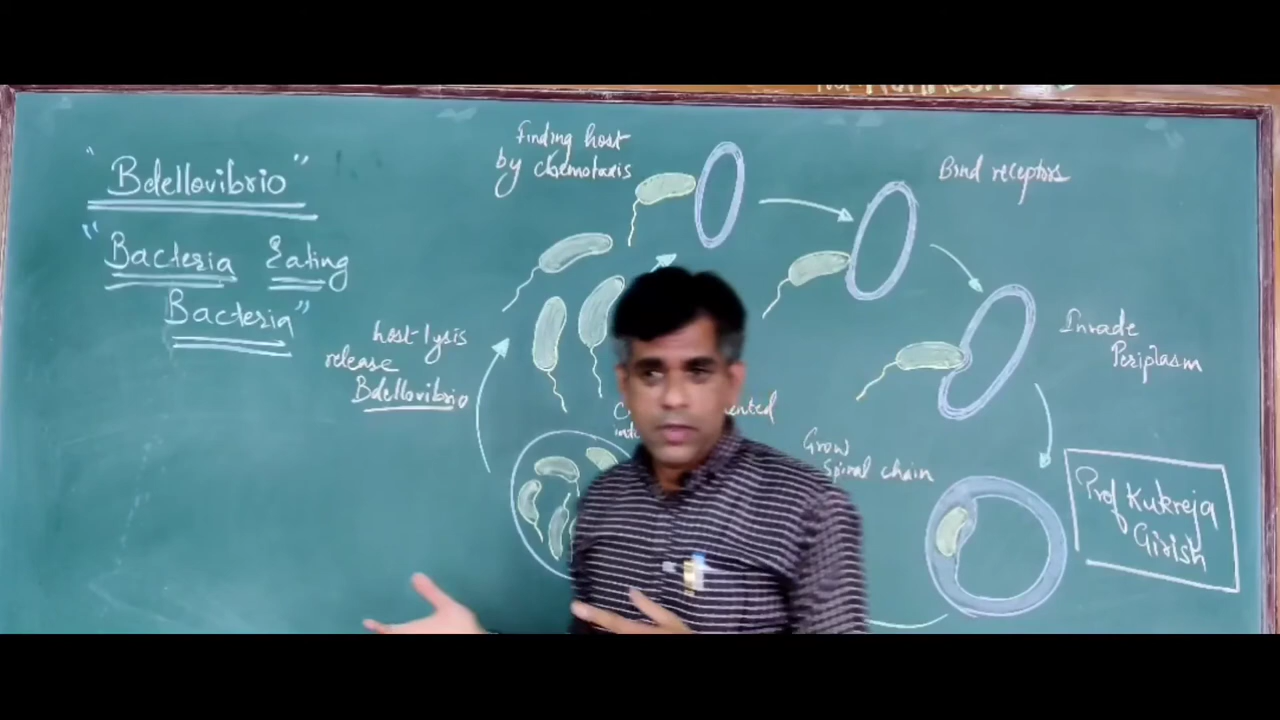 "Bdellovibrio"
"Bacteria Eating
Bacteria"
Finding host
by chemotaxis
Bind receptors
Invade
Periplasm
Grow
Spinal chain
host-lysis
release
Bdellovibrio
Prof Kukreja
Girish